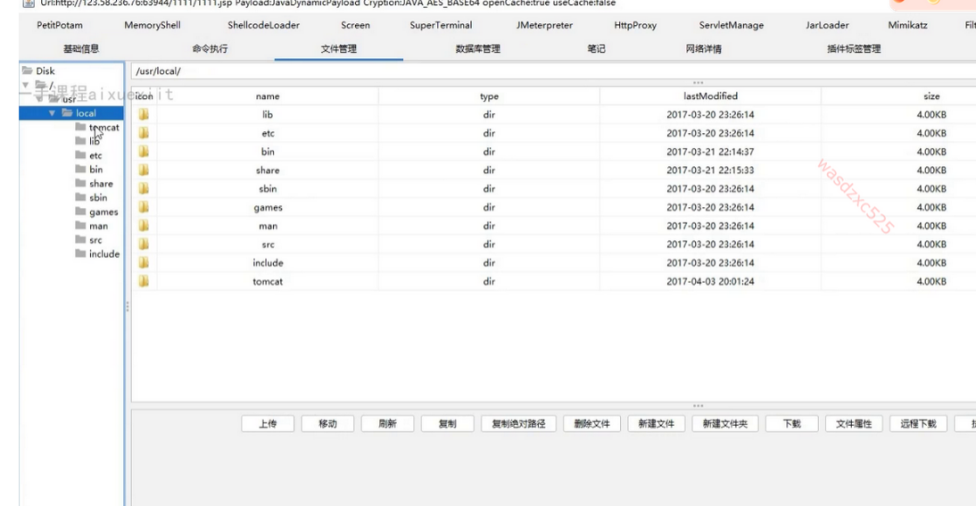 Url:http://123.58.236.76:63944/1111/1111.jsp Payload:JavaDynamicPayload Cryption:JAVA_AES_BASE64 openCache:true useCache:false
PetitPotam MemoryShell ShellcodeLoader Screen SuperTerminal JMeterpreter HttpProxy ServletManage JarLoader Mimikatz Filt
基础信息 命令执行 文件管理 数据库管理 笔记 网络详情 插件标签管理
Disk
/usr/local/
/
一手课程aixuexiit
usr
icon name type lastModified size
local
lib dir 2017-03-20 23:26:14 4.00KB
tomcat
etc dir 2017-03-20 23:26:14 4.00KB
lib
bin dir 2017-03-21 22:14:37 4.00KB
etc
share dir 2017-03-21 22:15:33 4.00KB
bin
share
sbin dir 2017-03-20 23:26:14 4.00KB
sbin
games dir 2017-03-20 23:26:14 4.00KB
games
man dir 2017-03-20 23:26:14 4.00KB
man
src dir 2017-03-20 23:26:14 4.00KB
src
include dir 2017-03-20 23:26:14 4.00KB
include
tomcat dir 2017-04-03 20:01:24 4.00KB
wasdzxc525
上传 移动 刷新 复制 复制绝对路径 删除文件 新建文件 新建文件夹 下载 文件属性 远程下载